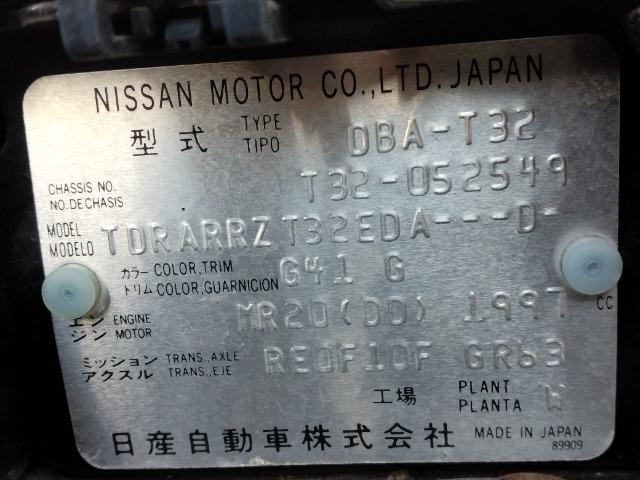 NISSAN MOTOR CO.,LTD. JAPAN
型式 TYPE TIPO DBA-T32
CHASSIS NO. NO.DECHASIS T32-052549
MODEL MODELO TDRARRZ T32EDA---D-
カラー COLOR,TRIM トリム COLOR,GUARNICION G41 G
エンジン ENGINE MOTOR MR20(DD) 1997 CC
ミッション TRANS.,AXLE アクスル TRANS.,EJE RE0F10F GR63
工場 PLANT PLANTA W
日産自動車株式会社 MADE IN JAPAN
89909